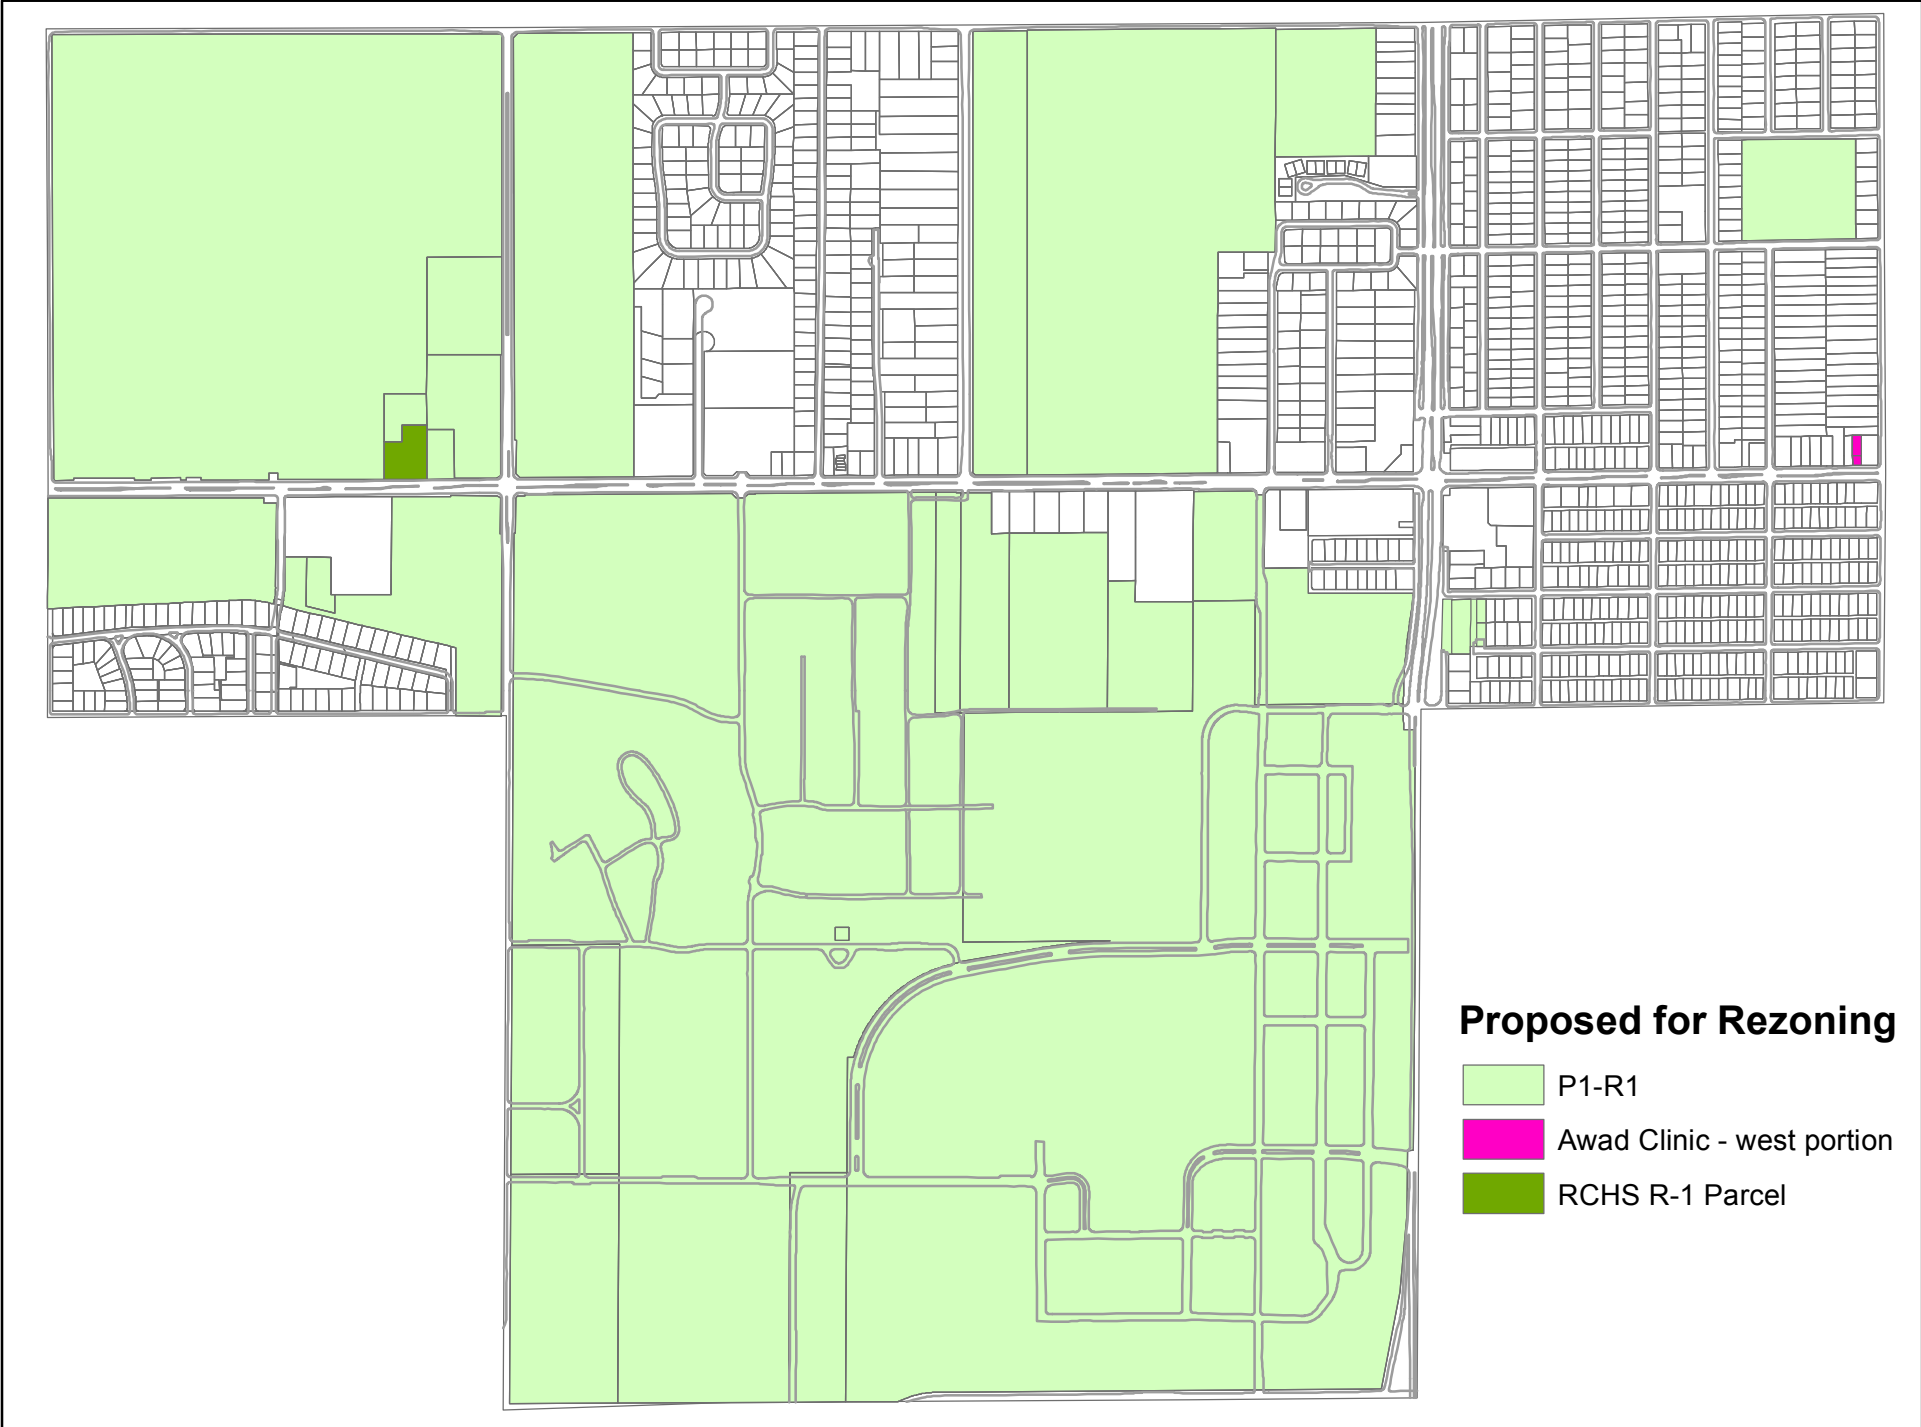 Proposed for Rezoning
P1-R1
Awad Clinic - west portion
RCHS R-1 Parcel